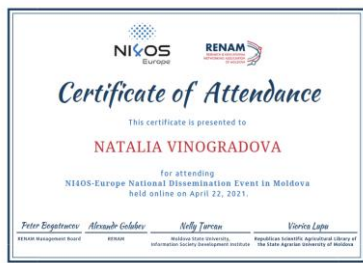 NI4OS
Europe
RENAM
Certificate of Attendance
This certificate is presented to
NATALIA VINOGRADOVA
for attending
NI4OS-Europe National Dissemination Event in Moldova
held online on April 22, 2021.
Peter Bogatencov Alexandr Golubev Nelly Turcan Viorica Lupu
RENAM Management Board RENAM Moldova State University, Republican Scientific Agricultural Library of
Information Society Development Institute the State Agrarian University of Moldova